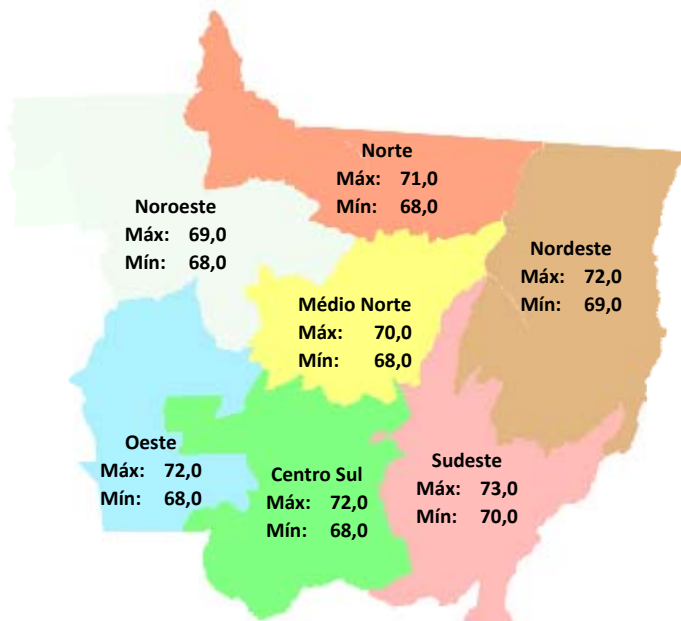 Norte
Máx: 71,0
Mín: 68,0
Noroeste
Máx: 69,0
Mín: 68,0
Nordeste
Máx: 72,0
Mín: 69,0
Médio Norte
Máx: 70,0
Mín: 68,0
Oeste
Máx: 72,0
Mín: 68,0
Centro Sul
Máx: 72,0
Mín: 68,0
Sudeste
Máx: 73,0
Mín: 70,0